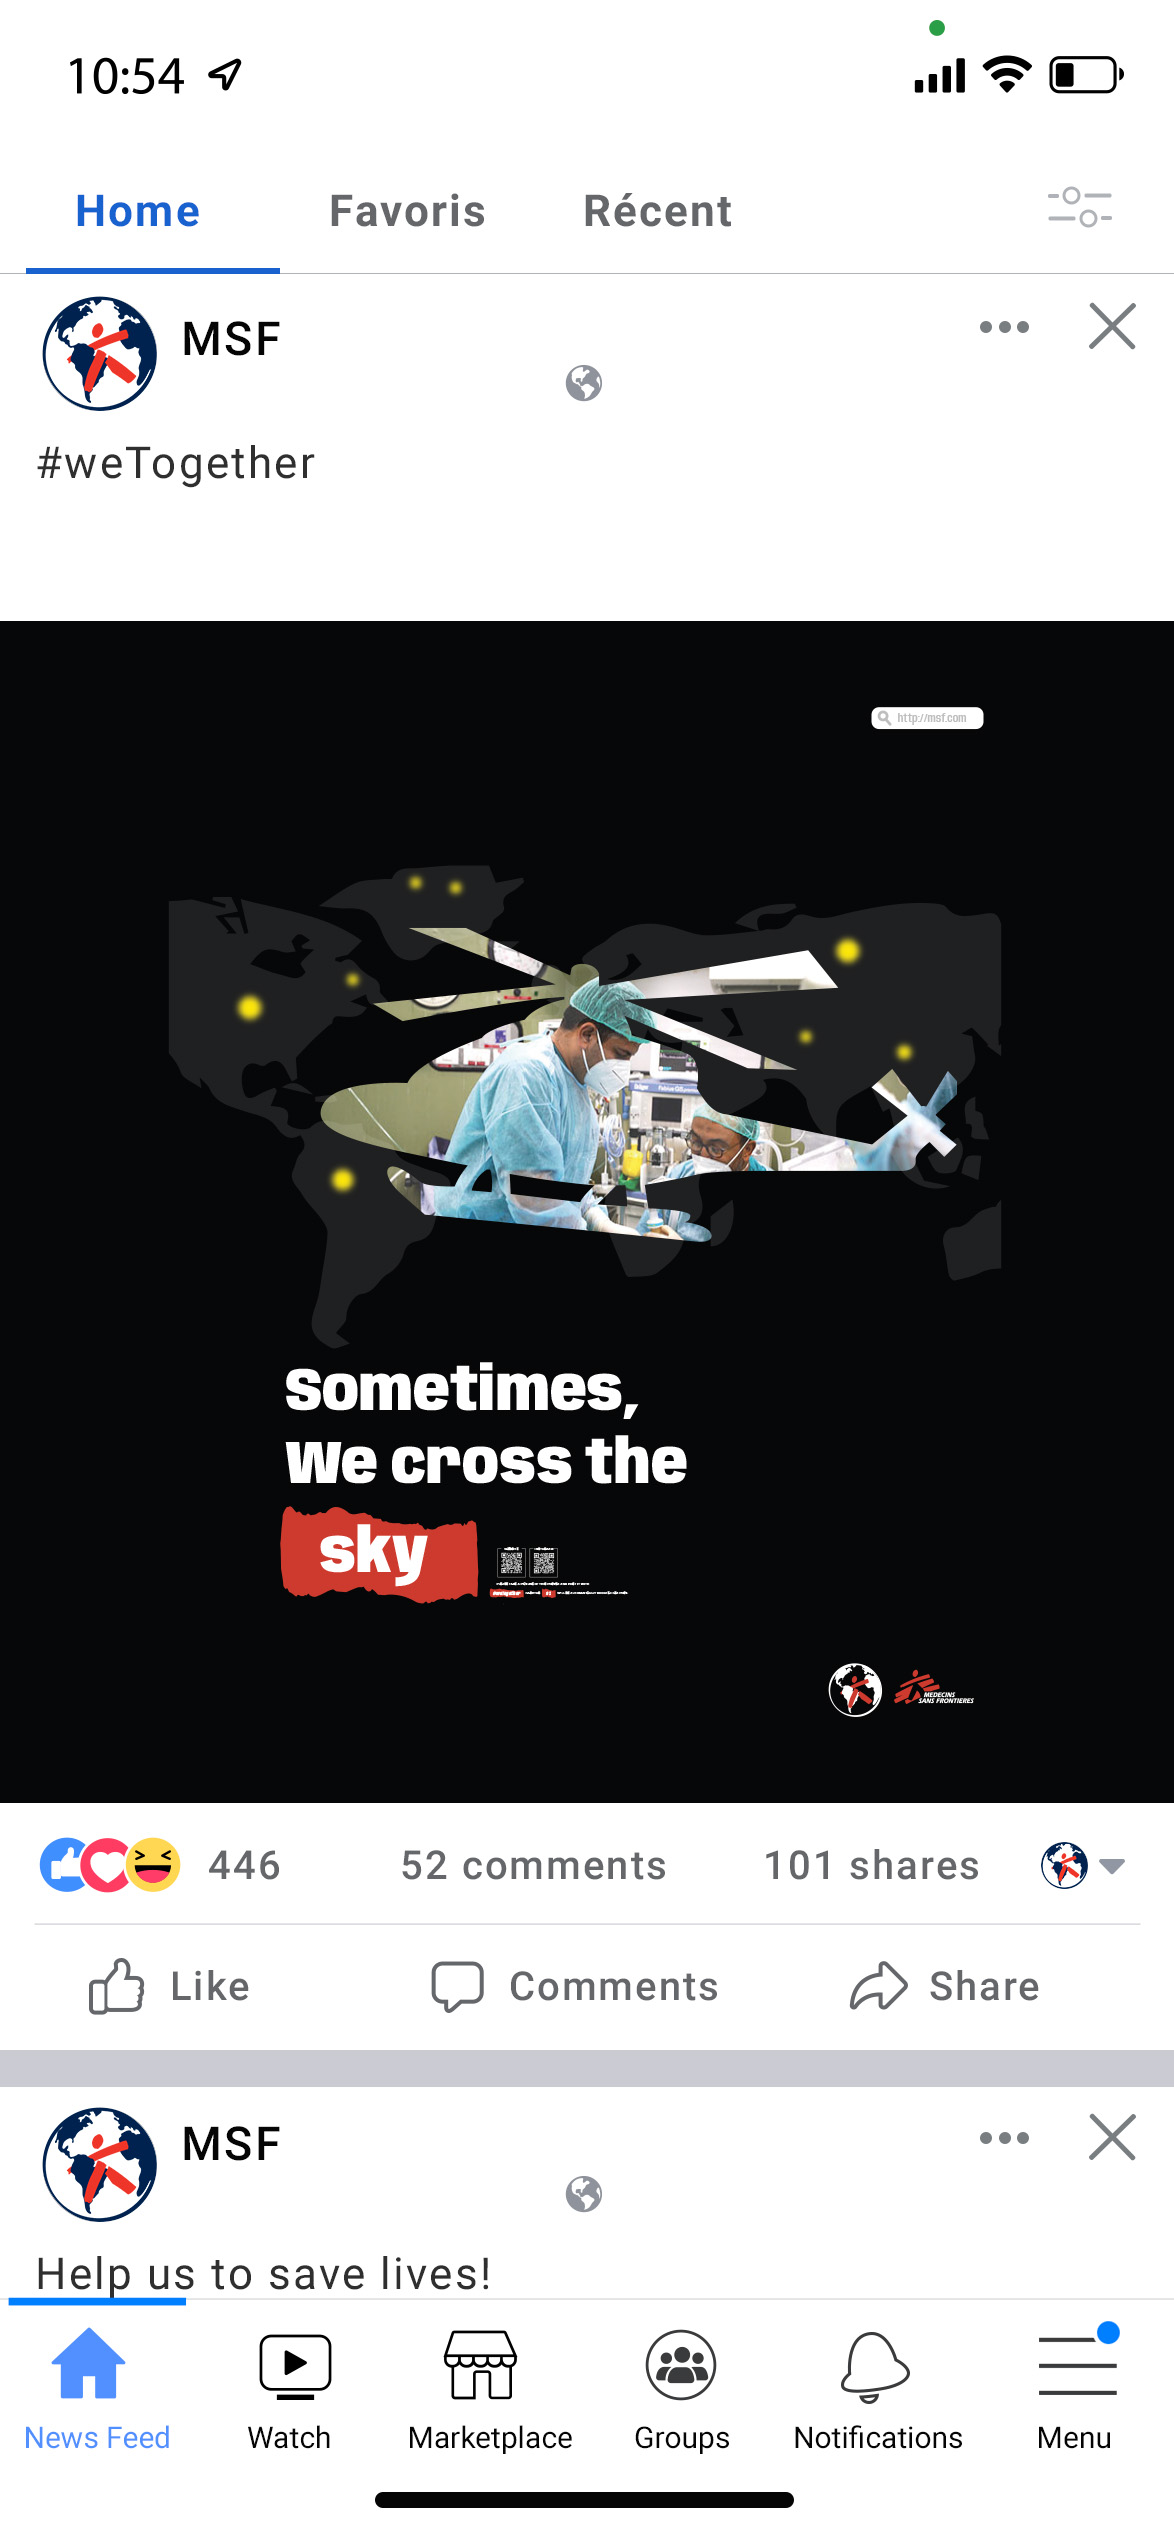 10:54
Home Favoris Récent
MSF
#weTogether
http://msf.com
Sometimes,
We cross the
sky
MEDECINS
SANS FRONTIERES
446 52 comments 101 shares
Like Comments Share
MSF
Help us to save lives!
News Feed Watch Marketplace Groups Notifications Menu